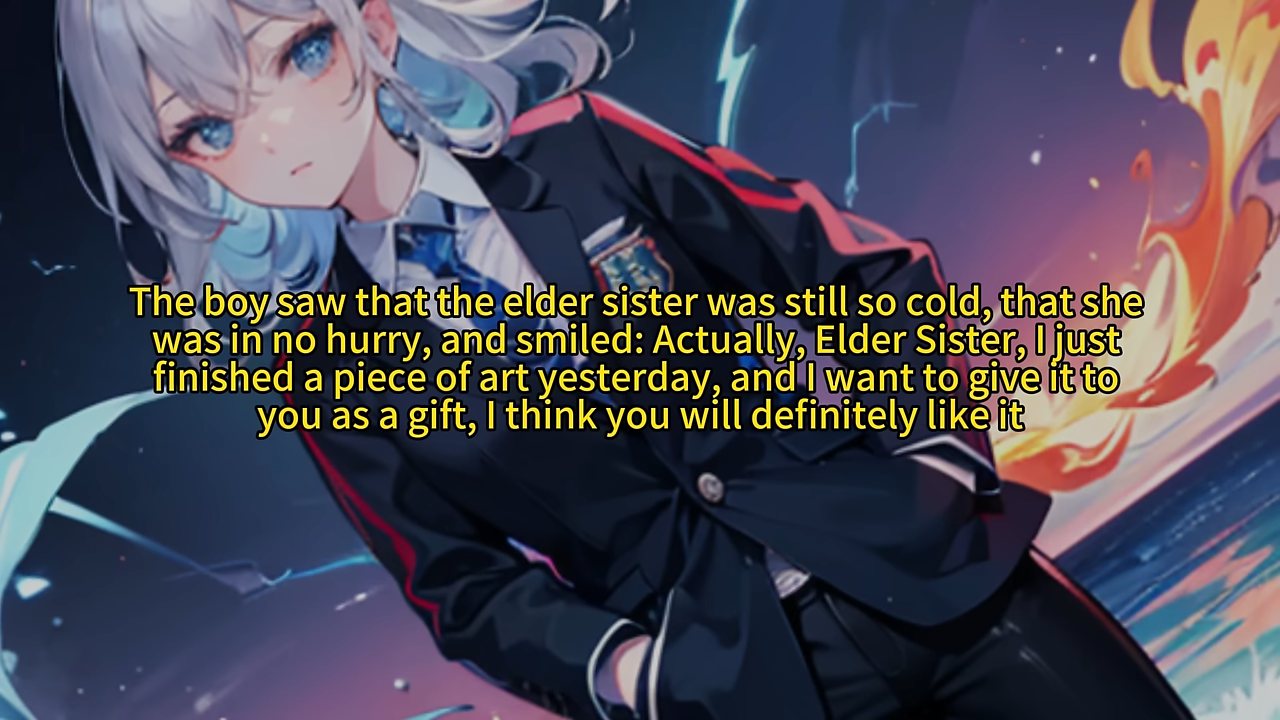 The boy saw that the elder sister was still so cold, that she
was in no hurry, and smiled: Actually, Elder Sister, I just
finished a piece of art yesterday, and I want to give it to
you as a gift, I think you will definitely like it